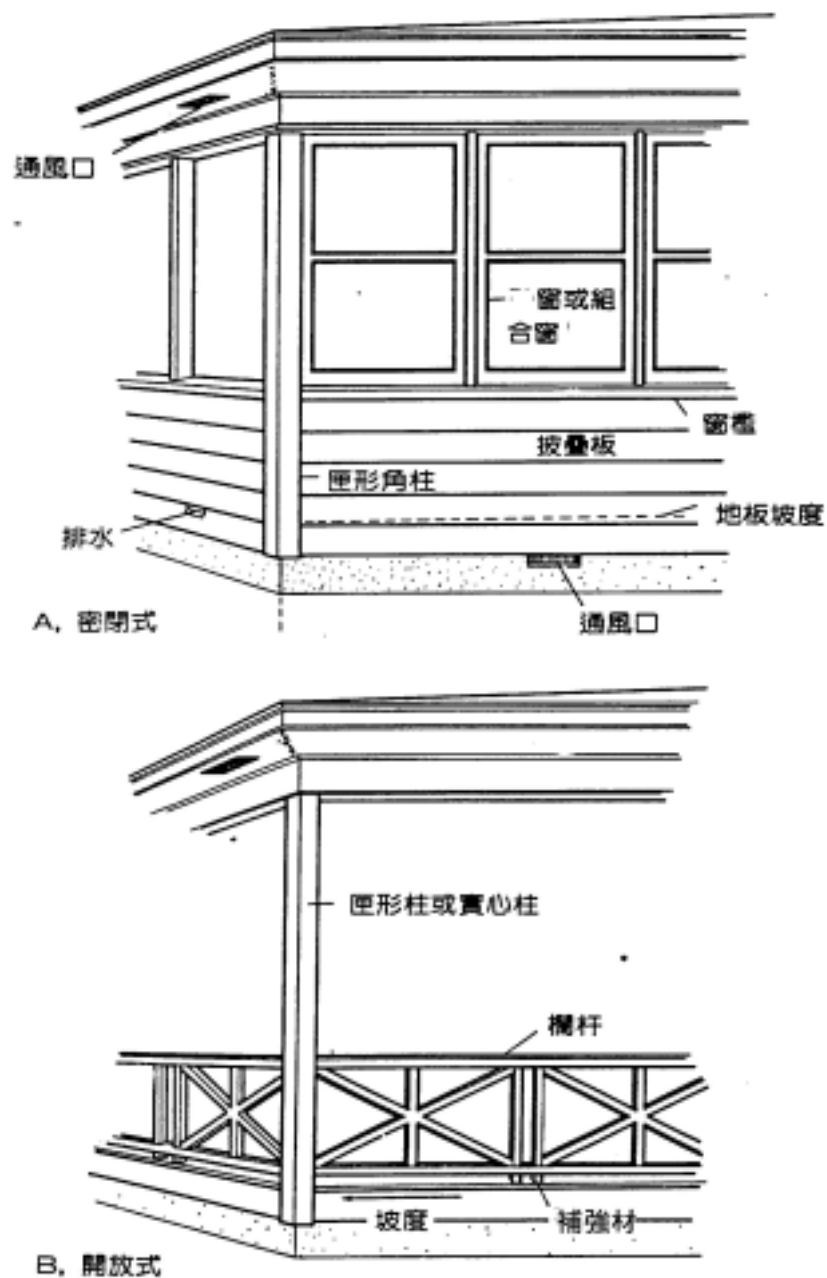 通風口
窗或組
合窗
窗檻
披疊板
匣形角柱
地板坡度
排水
通風口
A. 密閉式
匣形柱或實心柱
欄杆
坡度
補強材
B. 開放式